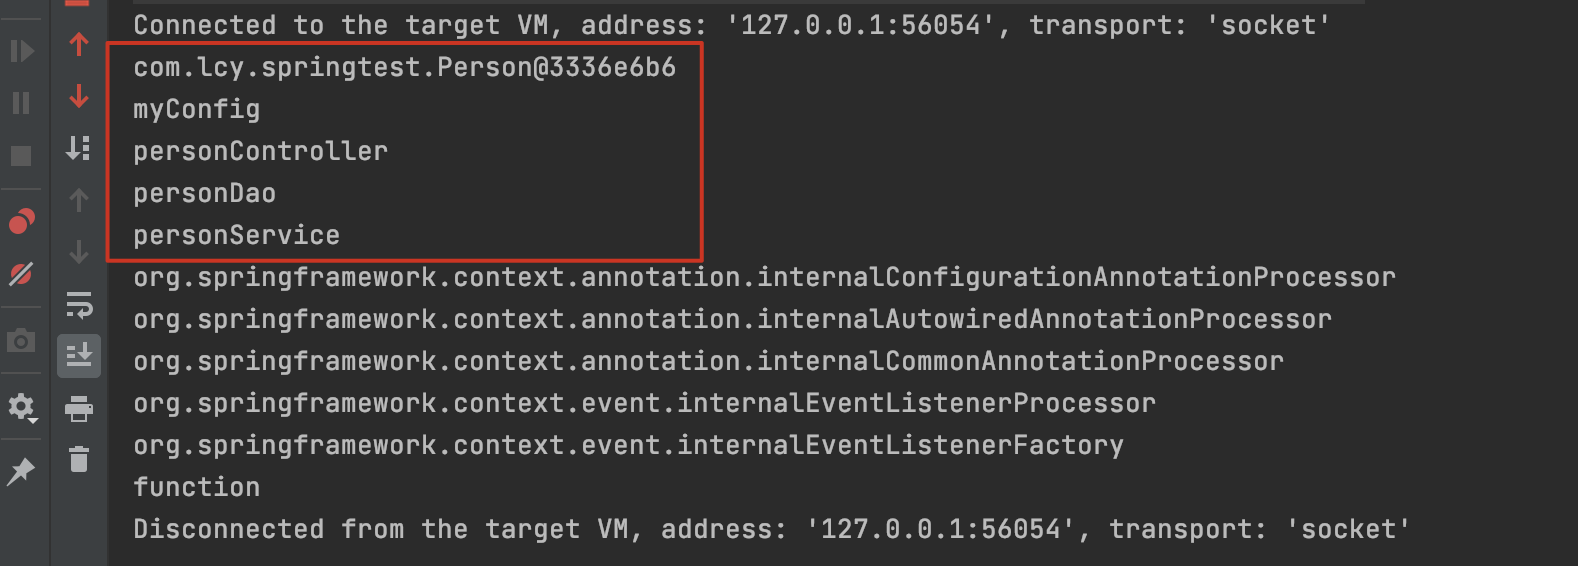 Connected to the target VM, address: '127.0.0.1:56054', transport: 'socket'
com.lcy.springtest.Person@3336e6b6
myConfig
personController
personDao
personService
org.springframework.context.annotation.internalConfigurationAnnotationProcessor
org.springframework.context.annotation.internalAutowiredAnnotationProcessor
org.springframework.context.annotation.internalCommonAnnotationProcessor
org.springframework.context.event.internalEventListenerProcessor
org.springframework.context.event.internalEventListenerFactory
function
Disconnected from the target VM, address: '127.0.0.1:56054', transport: 'socket'